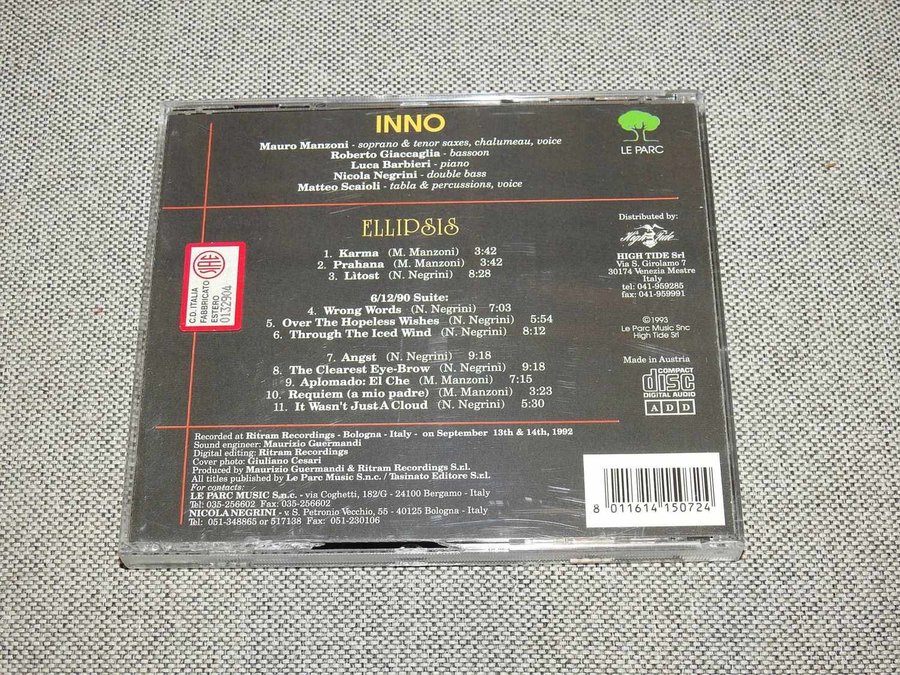 INNO
Mauro Manzoni - soprano & tenor saxes, chalumeau, voice
Roberto Giaccaglia - bassoon
Luca Barbieri - piano
Nicola Negrini - double bass
Matteo Scaioli - tabla & percussions, voice
LE PARC
ELLIPSIS
1. Karma (M. Manzoni) 3:42
2. Prahana (M. Manzoni) 3:42
3. Lìtost (N. Negrini) 8:28
6/12/90 Suite:
4. Wrong Words (N. Negrini) 7:03
5. Over The Hopeless Wishes (N. Negrini) 5:54
6. Through The Iced Wind (N. Negrini) 8:12
7. Angst (N. Negrini) 9:18
8. The Clearest Eye-Brow (N. Negrini) 9:18
9. Aplomado: El Che (M. Manzoni) 7:15
10. Requiem (a mio padre) (M. Manzoni) 3:23
11. It Wasn't Just A Cloud (N. Negrini) 5:30
SIDE
C.D. ITALIA
FABBRICATO
ESTERO
0132904
Distributed by:
High Tide
HIGH TIDE Srl
Via S. Girolamo 7
30174 Venezia Mestre
Italy
tel: 041-959285
fax: 041-959991
©1993
Le Parc Music Snc
High Tide Srl
Made in Austria
COMPACT
disc
DIGITAL AUDIO
A D D
Recorded at Ritram Recordings - Bologna - Italy - on September 13th & 14th, 1992
Sound engineer: Maurizio Guermandi
Digital editing: Ritram Recordings
Cover photo: Giuliano Cesari
Produced by Maurizio Guermandi & Ritram Recordings S.r.l.
All titles published by Le Parc Music S.n.c. / Tasinato Editore S.r.l.
For contacts:
LE PARC MUSIC S.n.c. - via Coghetti, 182/G - 24100 Bergamo - Italy
Tel: 035-256602 Fax: 035-256602
NICOLA NEGRINI - v S. Petronio Vecchio, 55 - 40125 Bologna - Italy
Tel: 051-348865 or 517138 Fax: 051-230106
8 011614 150724